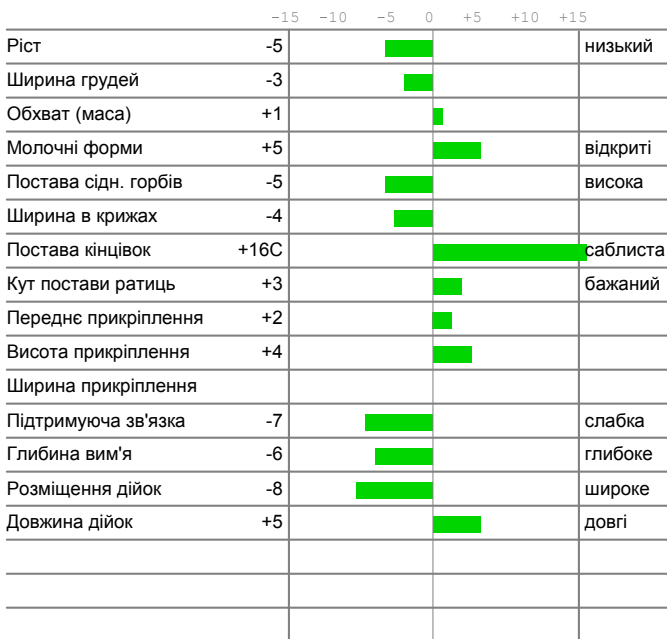 -15 -10 -5 0 +5 +10 +15
Ріст -5 низький
Ширина грудей -3
Обхват (маса) +1
Молочні форми +5 відкриті
Постава сідн. горбів -5 висока
Ширина в крижах -4
Постава кінцівок +16C саблиста
Кут постави ратиць +3 бажаний
Переднє прикріплення +2
Висота прикріплення +4
Ширина прикріплення
Підтримуюча зв'язка -7 слабка
Глибина вим'я -6 глибоке
Розміщення дійок -8 широке
Довжина дійок +5 довгі